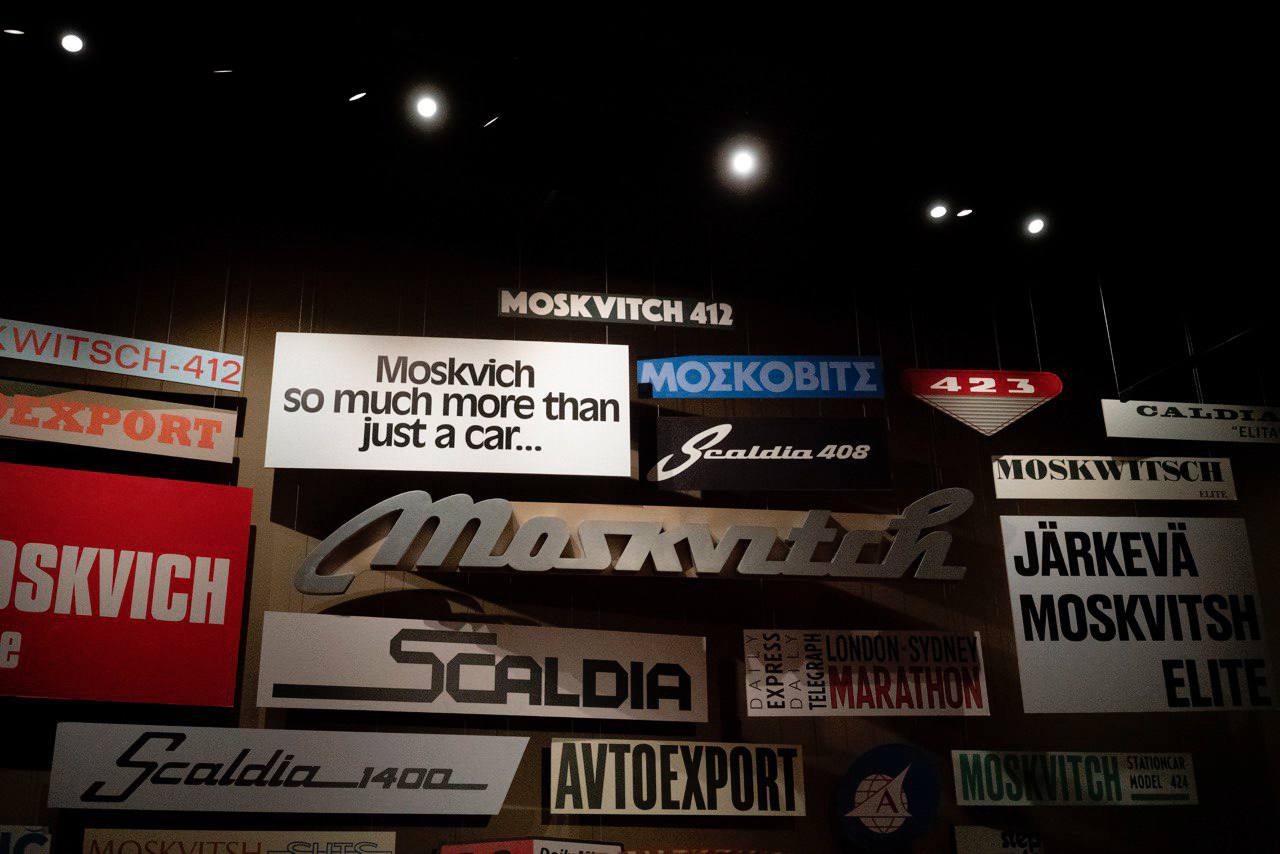 MOSKVITCH 412
KWITSCH-412
Moskvich
so much more than
just a car...
ΜΟΣΚΟΒΙΤΣ
423
OEXPORT
Scaldia 408
CALDIA
"ELITA
MOSKWITSCH
ELITE
Moskvitch
OSKVICH
e
JÄRKEVÄ
MOSKVITSH
ELITE
SCALDIA
DAILY
EXPRESS
DAILY
TELEGRAPH
LONDON-SYDNEY
MARATHON
Scaldia 1400
AVTOEXPORT
A
MOSKVITCH
STATIONCAR
MODEL 424
MOSKVITSH